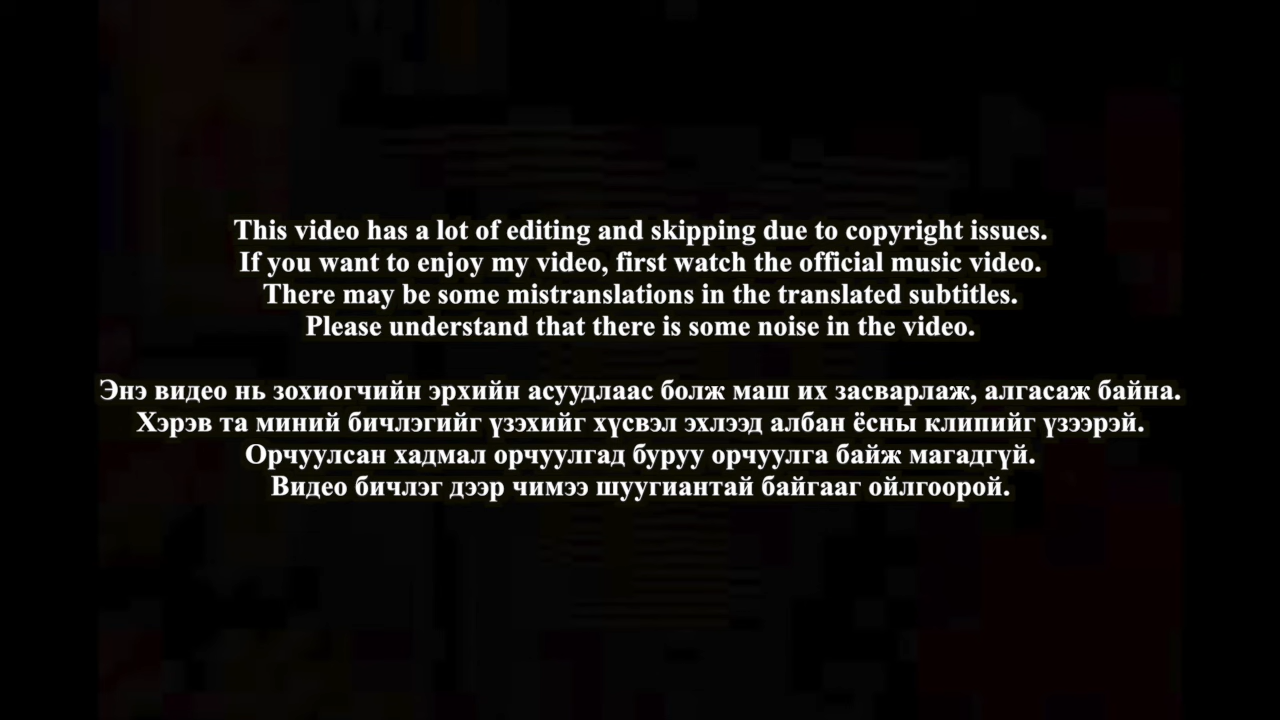 This video has a lot of editing and skipping due to copyright issues.
If you want to enjoy my video, first watch the official music video.
There may be some mistranslations in the translated subtitles.
Please understand that there is some noise in the video.
Энэ видео нь зохиогчийн эрхийн асуудлаас болж маш их засварлаж, алгасаж байна.
Хэрэв та миний бичлэгийг үзэхийг хүсвэл эхлээд албан ёсны клипийг үзээрэй.
Орчуулсан хадмал орчуулгад буруу орчуулга байж магадгүй.
Видео бичлэг дээр чимээ шуугиантай байгааг ойлгоорой.